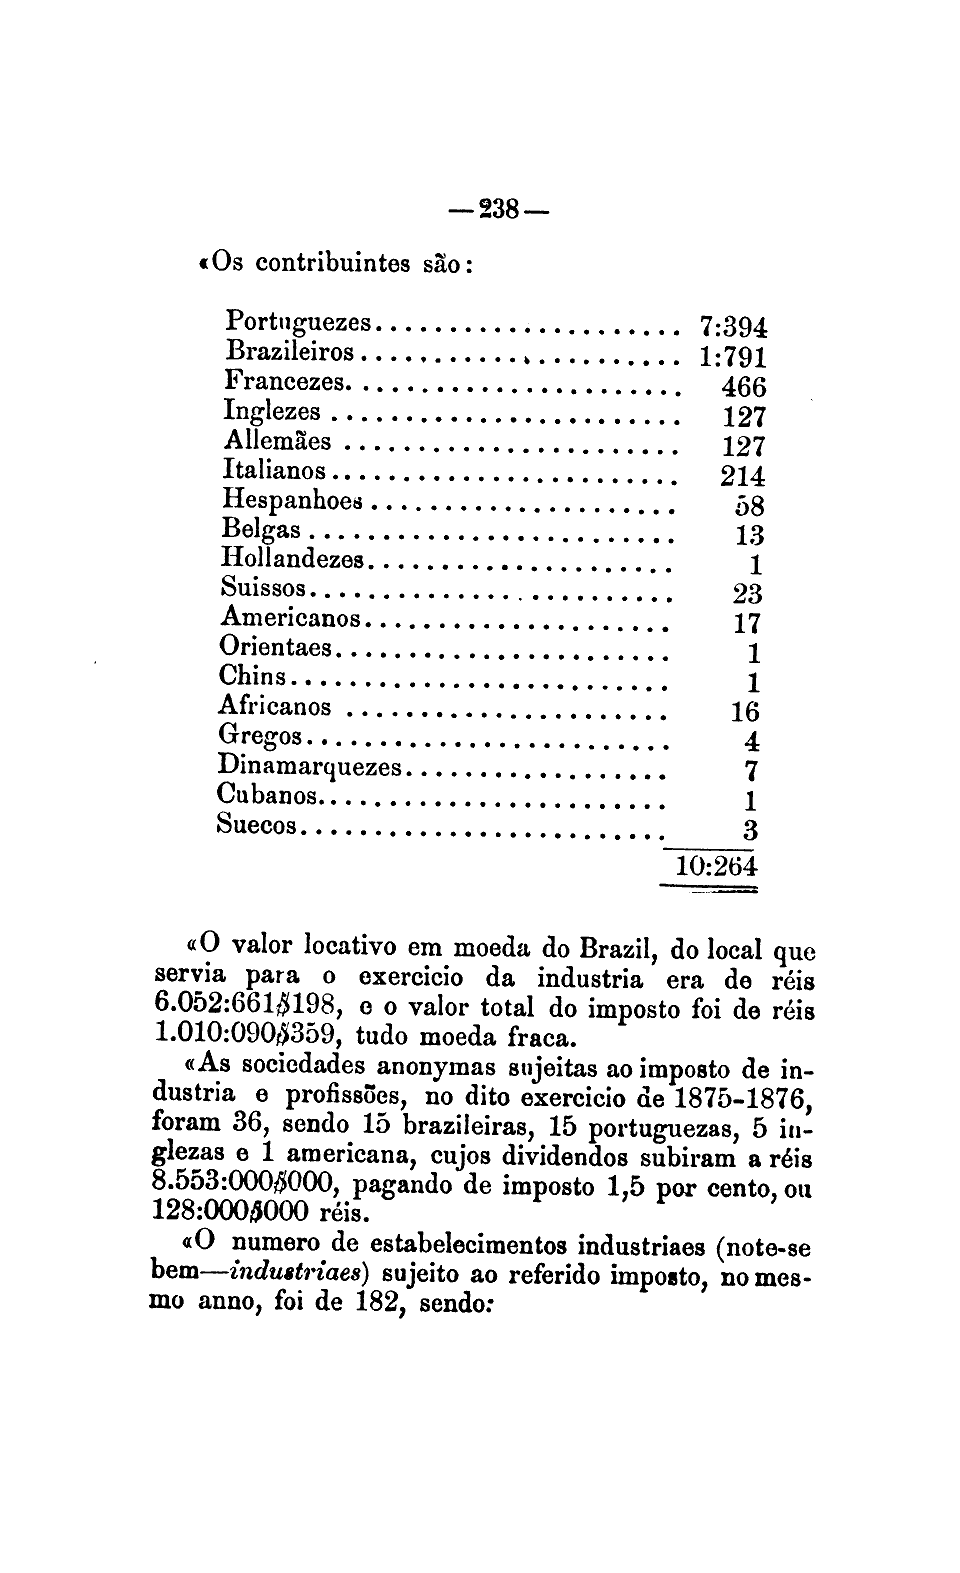 —238—
«Os contribuintes são:
Portuguezes..................... 7:394
Brazileiros...................... 1:791
Francezes....................... 466
Inglezes ........................ 127
Allemães ....................... 127
Italianos........................ 214
Hespanhoes ..................... 58
Belgas ......................... 13
Hollandezes..................... 1
Suissos......................... 23
Americanos..................... 17
Orientaes....................... 1
Chins.......................... 1
Africanos ...................... 16
Gregos......................... 4
Dinamarquezes.................. 7
Cubanos........................ 1
Suecos......................... 3
10:264
«O valor locativo em moeda do Brazil, do local que
servia para o exercicio da industria era de réis
6.052:661$198, e o valor total do imposto foi de réis
1.010:090$359, tudo moeda fraca.
«As sociedades anonymas sujeitas ao imposto de in-
dustria e profissões, no dito exercicio de 1875-1876,
foram 36, sendo 15 brazileiras, 15 portuguezas, 5 in-
glezas e 1 americana, cujos dividendos subiram a réis
8.553:000$000, pagando de imposto 1,5 por cento, ou
128:000$000 réis.
«O numero de estabelecimentos industriaes (note-se
bem—industriaes) sujeito ao referido imposto, no mes-
mo anno, foi de 182, sendo: